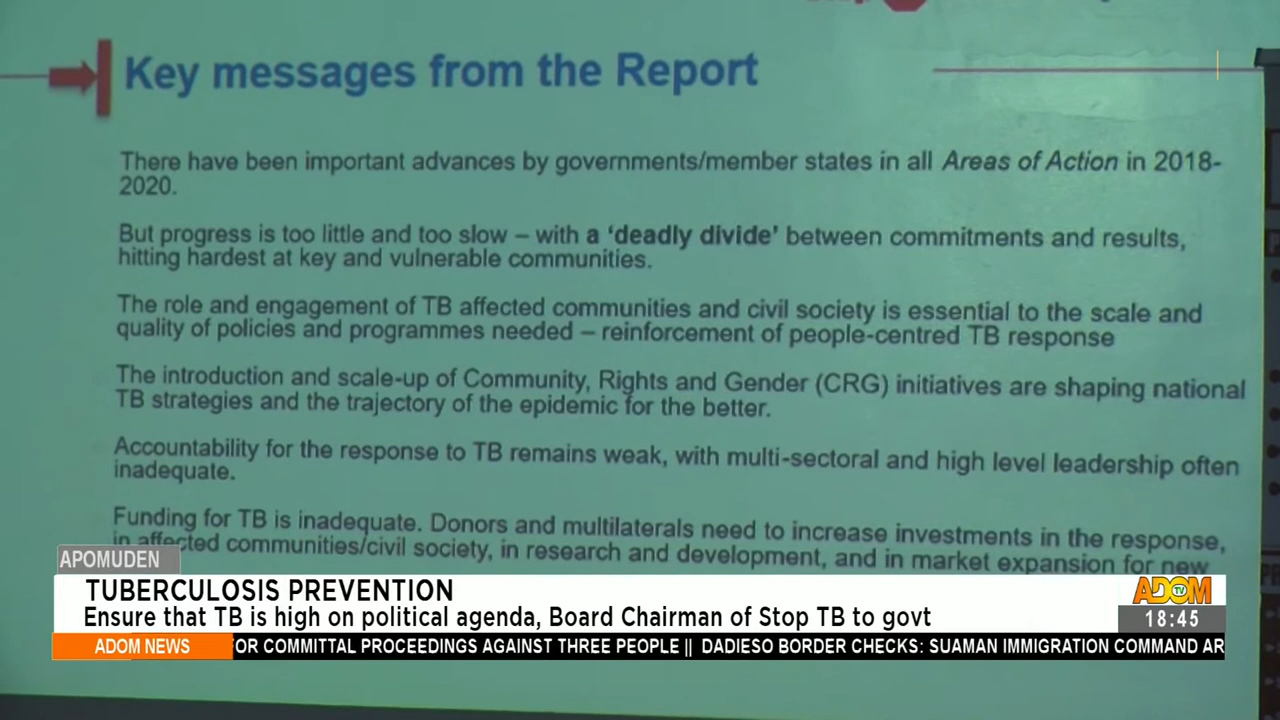 Key messages from the Report
There have been important advances by governments/member states in all Areas of Action in 2018-
2020.
But progress is too little and too slow – with a ‘deadly divide’ between commitments and results,
hitting hardest at key and vulnerable communities.
The role and engagement of TB affected communities and civil society is essential to the scale and
quality of policies and programmes needed – reinforcement of people-centred TB response
The introduction and scale-up of Community, Rights and Gender (CRG) initiatives are shaping national
TB strategies and the trajectory of the epidemic for the better.
Accountability for the response to TB remains weak, with multi-sectoral and high level leadership often
inadequate.
Funding for TB is inadequate. Donors and multilaterals need to increase investments in the response,
in affected communities/civil society, in research and development, and in market expansion for new
APOMUDEN
TUBERCULOSIS PREVENTION
Ensure that TB is high on political agenda, Board Chairman of Stop TB to govt
ADOM TV
18:45
ADOM NEWS
FOR COMMITTAL PROCEEDINGS AGAINST THREE PEOPLE || DADIESO BORDER CHECKS: SUAMAN IMMIGRATION COMMAND AR